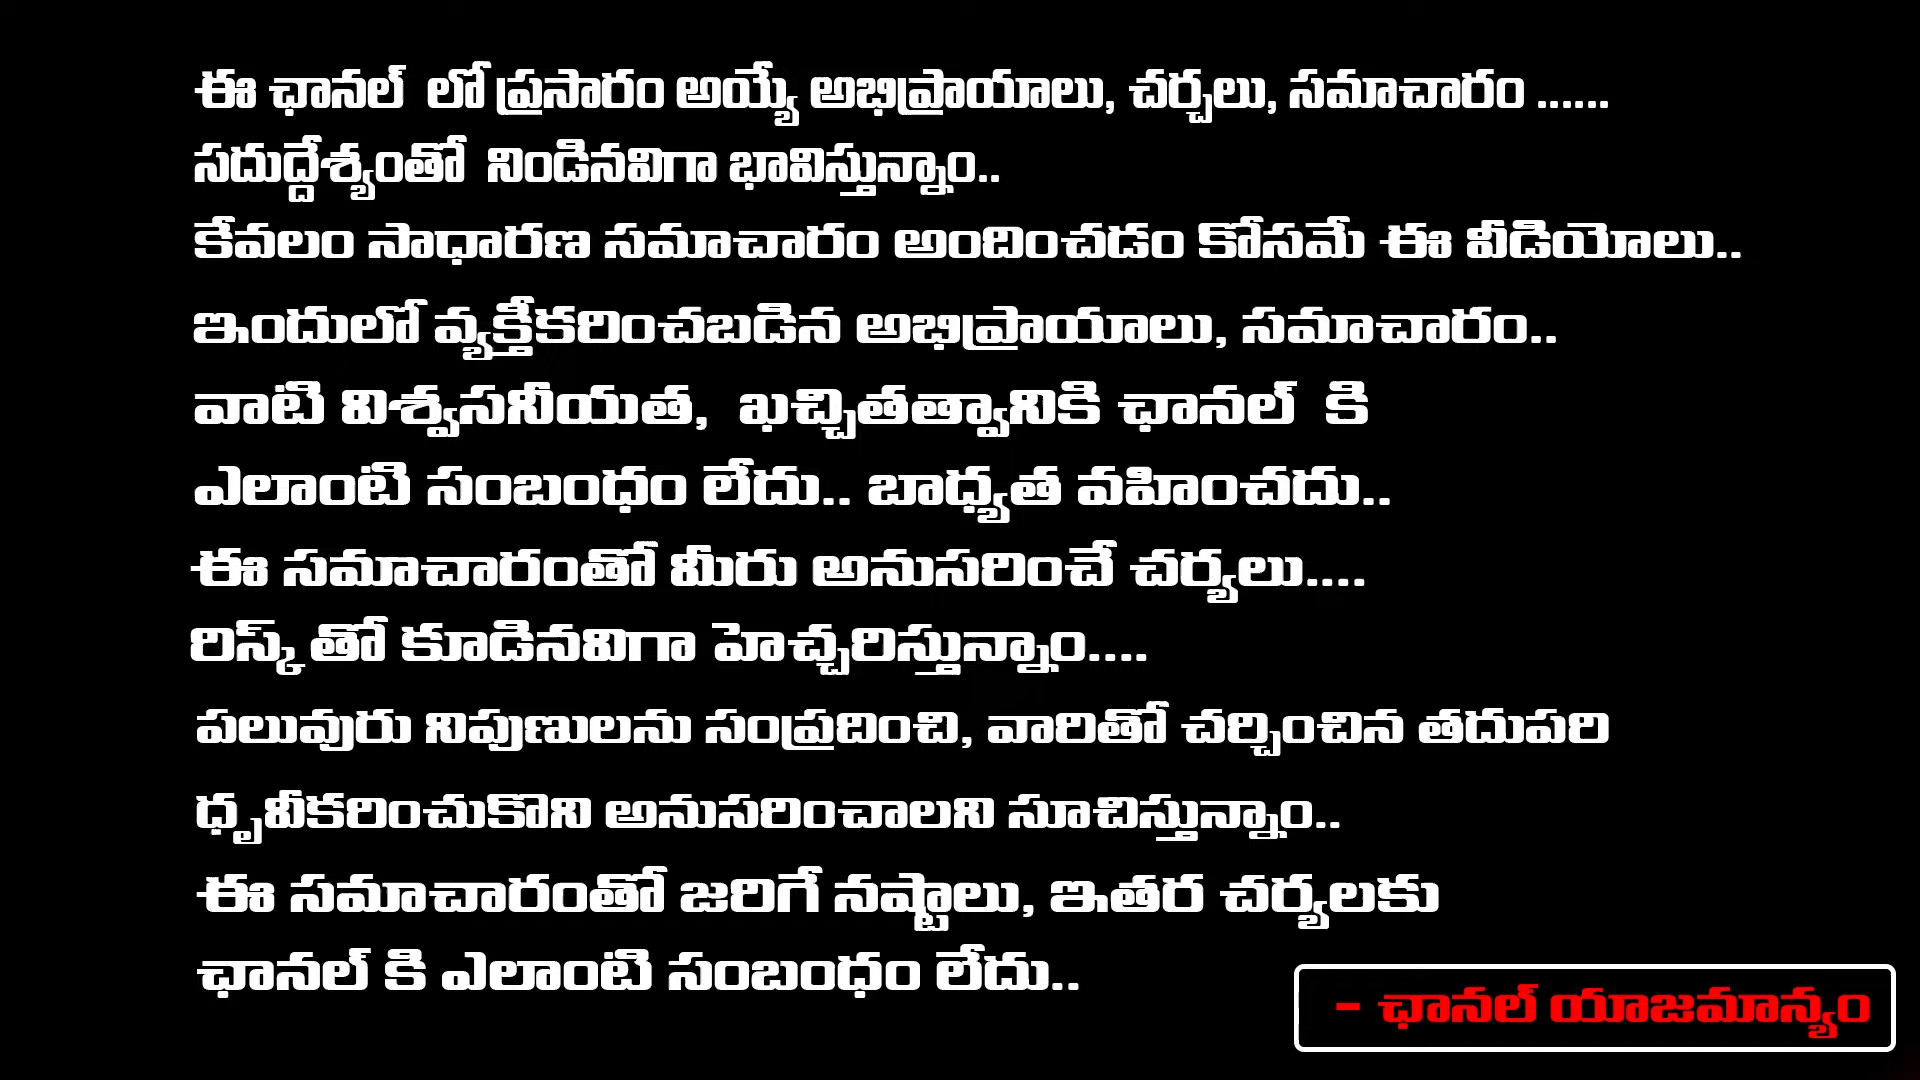 ఈ ఛానల్ లో ప్రసారం అయ్యే అభిప్రాయాలు, చర్చలు, సమాచారం ......
సదుద్దేశ్యంతో నిండినవిగా భావిస్తున్నాం..
కేవలం సాధారణ సమాచారం అందించడం కోసమే ఈ వీడియోలు..
ఇందులో వ్యక్తీకరించబడిన అభిప్రాయాలు, సమాచారం..
వాటి విశ్వసనీయత, ఖచ్చితత్వానికి ఛానల్ కి
ఎలాంటి సంబంధం లేదు.. బాధ్యత వహించదు..
ఈ సమాచారంతో మీరు అనుసరించే చర్యలు....
రిస్క్ తో కూడినవిగా హెచ్చరిస్తున్నాం....
పలువురు నిపుణులను సంప్రదించి, వారితో చర్చించిన తదుపరి
ధృవీకరించుకొని అనుసరించాలని సూచిస్తున్నాం..
ఈ సమాచారంతో జరిగే నష్టాలు, ఇతర చర్యలకు
ఛానల్ కి ఎలాంటి సంబంధం లేదు..
- ఛానల్ యాజమాన్యం